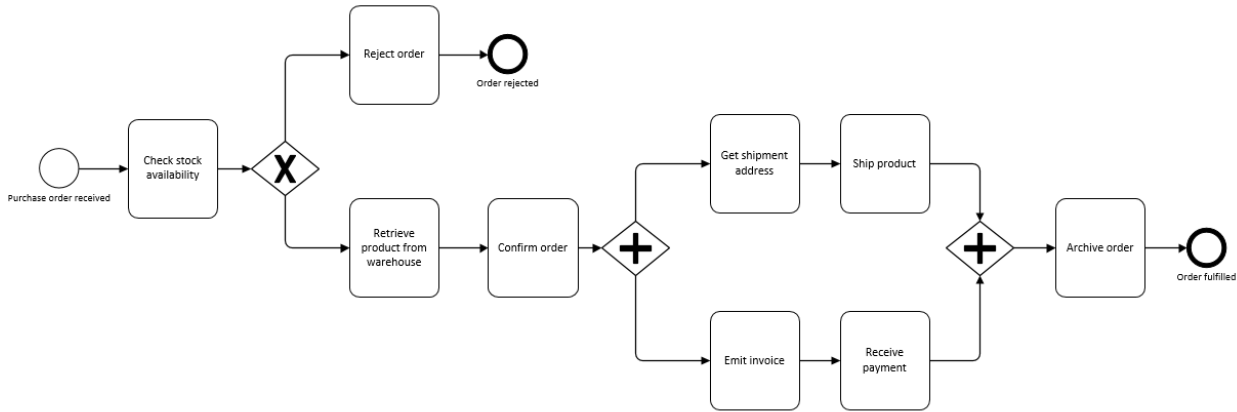 Reject order
Order rejected
Check stock
availability
X
Purchase order received
Get shipment
address
Ship product
Retrieve
product from
warehouse
Confirm order
Archive order
Order fulfilled
Emit invoice
Receive
payment